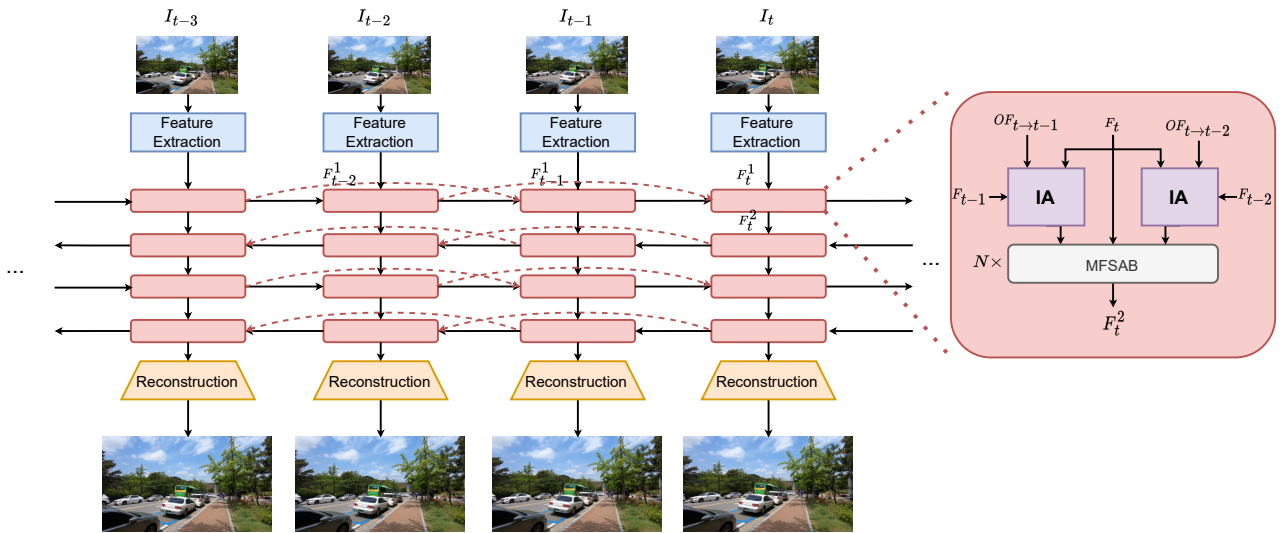 I_{t-3}
I_{t-2}
I_{t-1}
I_t
Feature
Extraction
Feature
Extraction
Feature
Extraction
Feature
Extraction
F^1_{t-2}
F^1_{t-1}
F^1_t
F^2_t
...
...
Reconstruction
Reconstruction
Reconstruction
Reconstruction
OF_{t→t-1}
F_t
OF_{t→t-2}
F_{t-1}
IA
IA
F_{t-2}
N×
MFSAB
F^2_t